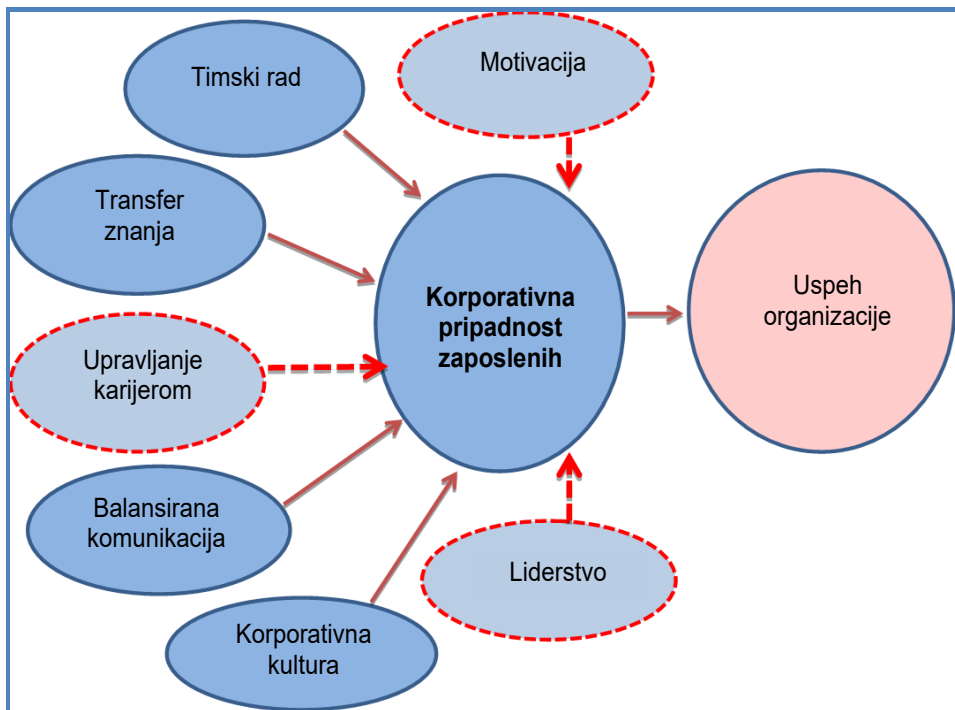 Timski rad
Motivacija
Transfer
znanja
Upravljanje
karijerom
Balansirana
komunikacija
Korporativna
kultura
Liderstvo
Korporativna
pripadnost
zaposlenih
Uspeh
organizacije